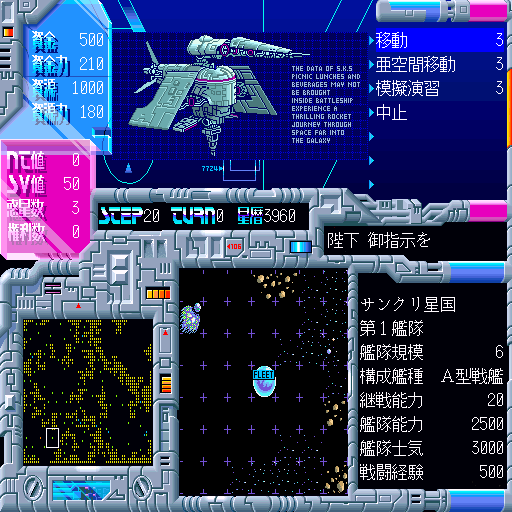 資金 500
資金力 210
資源 1000
資源力 180
NT値 0
SY値 50
惑星数 3
権利数 0
THE DATA OF S.K.S
PICNIC LUNCHES AND
BEVERAGES MAY NOT
BE BROUGHT
INSIDE BATTLESHIP
EXPERIENCE A
THRILLING ROCKET
JOURNEY THROUGH
SPACE FAR INTO
THE GALAXY
7724
移動 3
亜空間移動 3
模擬演習 3
中止
STEP20 TURN0 星暦3960
106
陛下 御指示を
FLEET
サンクリ星国
第1艦隊
艦隊規模 6
構成艦種 A型戦艦
継戦能力 20
艦隊能力 2500
艦隊士気 3000
戦闘経験 500